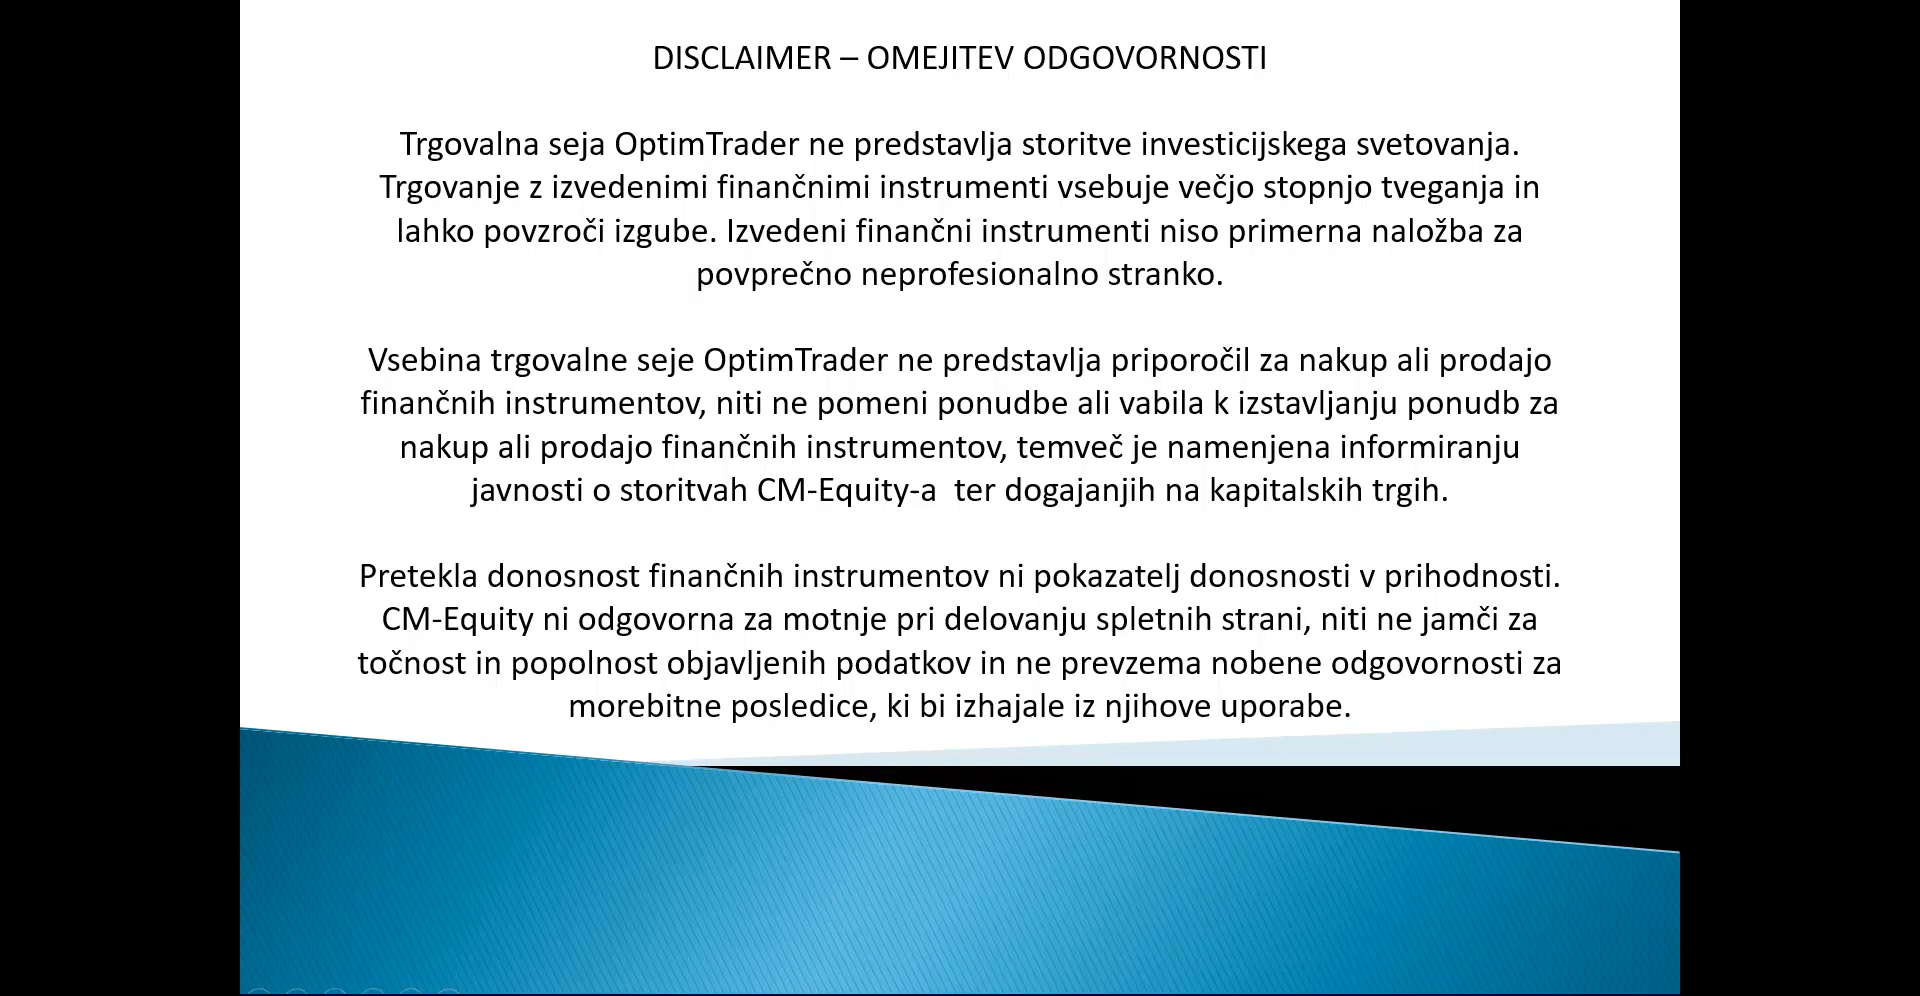 DISCLAIMER – OMEJITEV ODGOVORNOSTI
Trgovalna seja OptimTrader ne predstavlja storitve investicijskega svetovanja.
Trgovanje z izvedenimi finančnimi instrumenti vsebuje večjo stopnjo tveganja in
lahko povzroči izgube. Izvedeni finančni instrumenti niso primerna naložba za
povprečno neprofesionalno stranko.
Vsebina trgovalne seje OptimTrader ne predstavlja priporočil za nakup ali prodajo
finančnih instrumentov, niti ne pomeni ponudbe ali vabila k izstavljanju ponudb za
nakup ali prodajo finančnih instrumentov, temveč je namenjena informiranju
javnosti o storitvah CM-Equity-a  ter dogajanjih na kapitalskih trgih.
Pretekla donosnost finančnih instrumentov ni pokazatelj donosnosti v prihodnosti.
CM-Equity ni odgovorna za motnje pri delovanju spletnih strani, niti ne jamči za
točnost in popolnost objavljenih podatkov in ne prevzema nobene odgovornosti za
morebitne posledice, ki bi izhajale iz njihove uporabe.